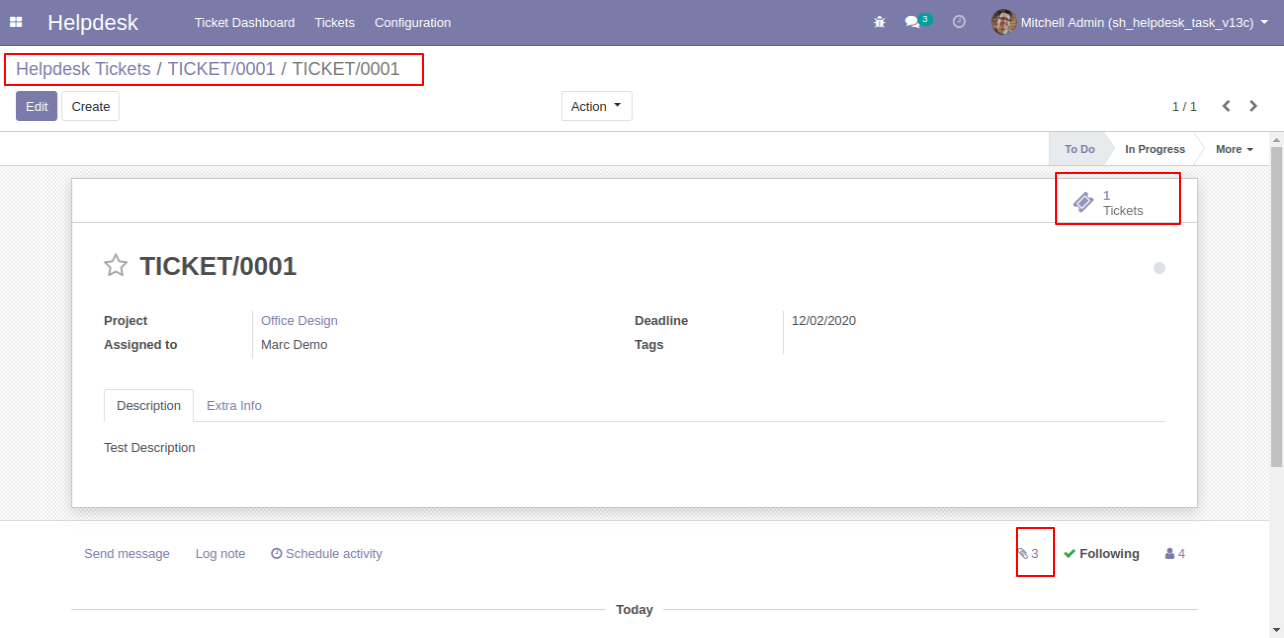 Helpdesk Ticket Dashboard Tickets Configuration 3 Mitchell Admin (sh_helpdesk_task_v13c)
Helpdesk Tickets / TICKET/0001 / TICKET/0001
Edit Create Action 1 / 1
To Do In Progress More
1
Tickets
TICKET/0001
Project Office Design Deadline 12/02/2020
Assigned to Marc Demo Tags
Description Extra Info
Test Description
Send message Log note Schedule activity 3 Following 4
Today